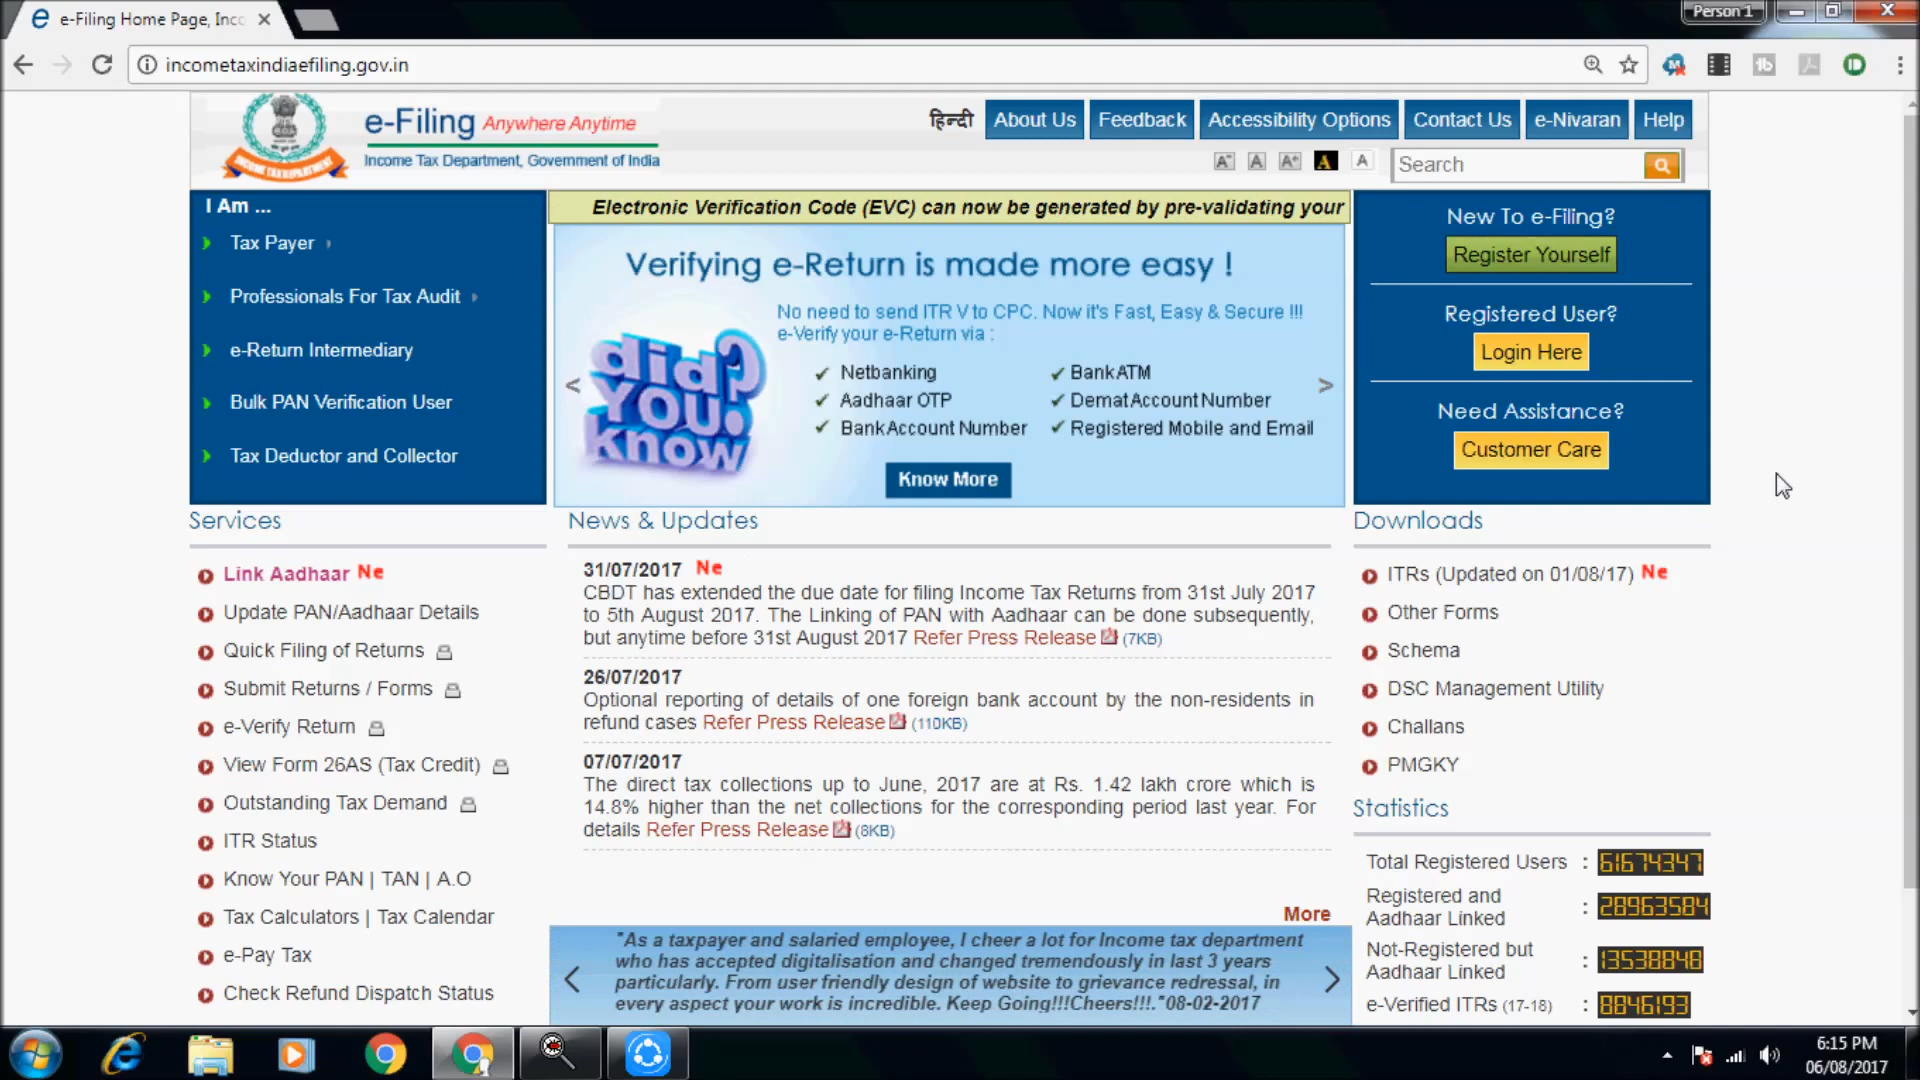 e-Filing Home Page, Inc
Person 1
incometaxindiaefiling.gov.in
e-Filing Anywhere Anytime
Income Tax Department, Government of India
हिन्दी
About Us
Feedback
Accessibility Options
Contact Us
e-Nivaran
Help
A- A A+ A A
Search
I Am ...
Tax Payer
Professionals For Tax Audit
e-Return Intermediary
Bulk PAN Verification User
Tax Deductor and Collector
Electronic Verification Code (EVC) can now be generated by pre-validating your
Verifying e-Return is made more easy !
No need to send ITR V to CPC. Now it's Fast, Easy & Secure !!!
e-Verify your e-Return via :
did YOU know?
Netbanking
Bank ATM
Aadhaar OTP
Demat Account Number
Bank Account Number
Registered Mobile and Email
Know More
New To e-Filing?
Register Yourself
Registered User?
Login Here
Need Assistance?
Customer Care
Services
Link Aadhaar Ne
Update PAN/Aadhaar Details
Quick Filing of Returns
Submit Returns / Forms
e-Verify Return
View Form 26AS (Tax Credit)
Outstanding Tax Demand
ITR Status
Know Your PAN | TAN | A.O
Tax Calculators | Tax Calendar
e-Pay Tax
Check Refund Dispatch Status
News & Updates
31/07/2017 Ne
CBDT has extended the due date for filing Income Tax Returns from 31st July 2017
to 5th August 2017. The Linking of PAN with Aadhaar can be done subsequently,
but anytime before 31st August 2017 Refer Press Release (7KB)
26/07/2017
Optional reporting of details of one foreign bank account by the non-residents in
refund cases Refer Press Release (110KB)
07/07/2017
The direct tax collections up to June, 2017 are at Rs. 1.42 lakh crore which is
14.8% higher than the net collections for the corresponding period last year. For
details Refer Press Release (8KB)
More
"As a taxpayer and salaried employee, I cheer a lot for Income tax department
who has accepted digitalisation and changed tremendously in last 3 years
particularly. From user friendly design of website to grievance redressal, in
every aspect your work is incredible. Keep Going!!!Cheers!!!."08-02-2017
Downloads
ITRs (Updated on 01/08/17) Ne
Other Forms
Schema
DSC Management Utility
Challans
PMGKY
Statistics
Total Registered Users : 61674347
Registered and
Aadhaar Linked : 28963584
Not-Registered but
Aadhaar Linked : 13538848
e-Verified ITRs (17-18) : 8846193
6:15 PM
06/08/2017